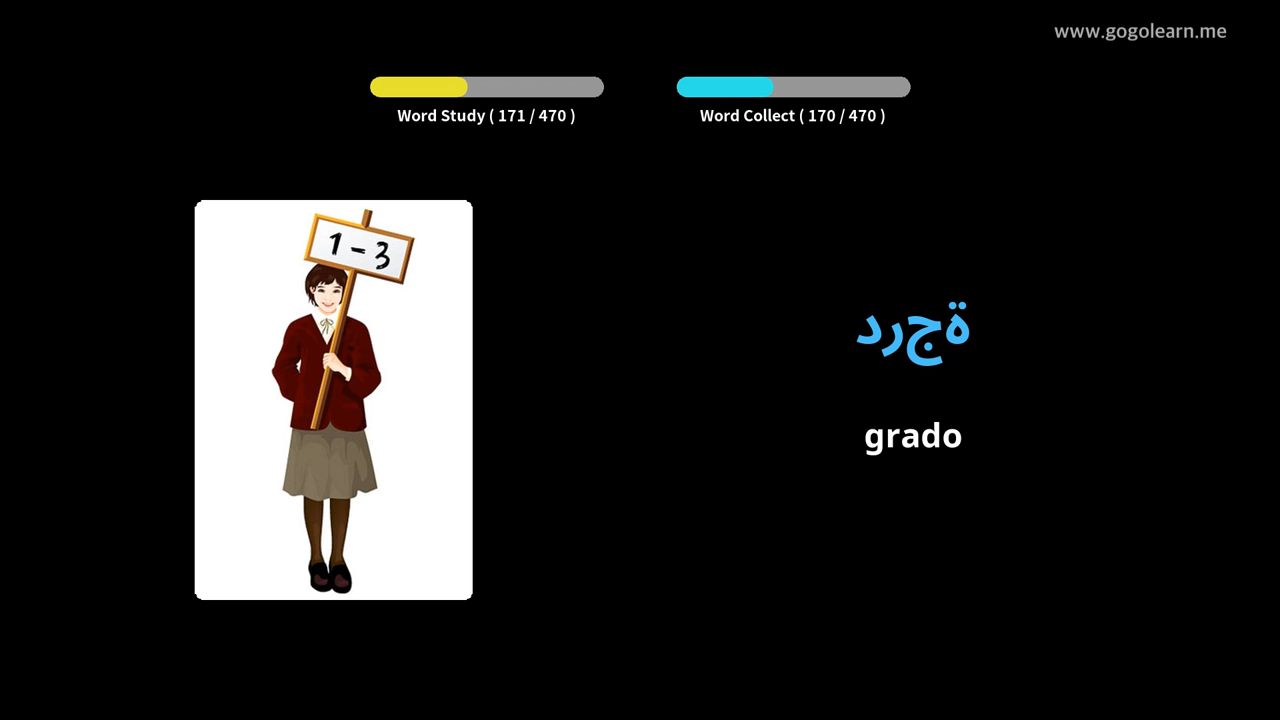 www.gogolearn.me
Word Study ( 171 / 470 )
Word Collect ( 170 / 470 )
1 - 3
ةجرد
grado